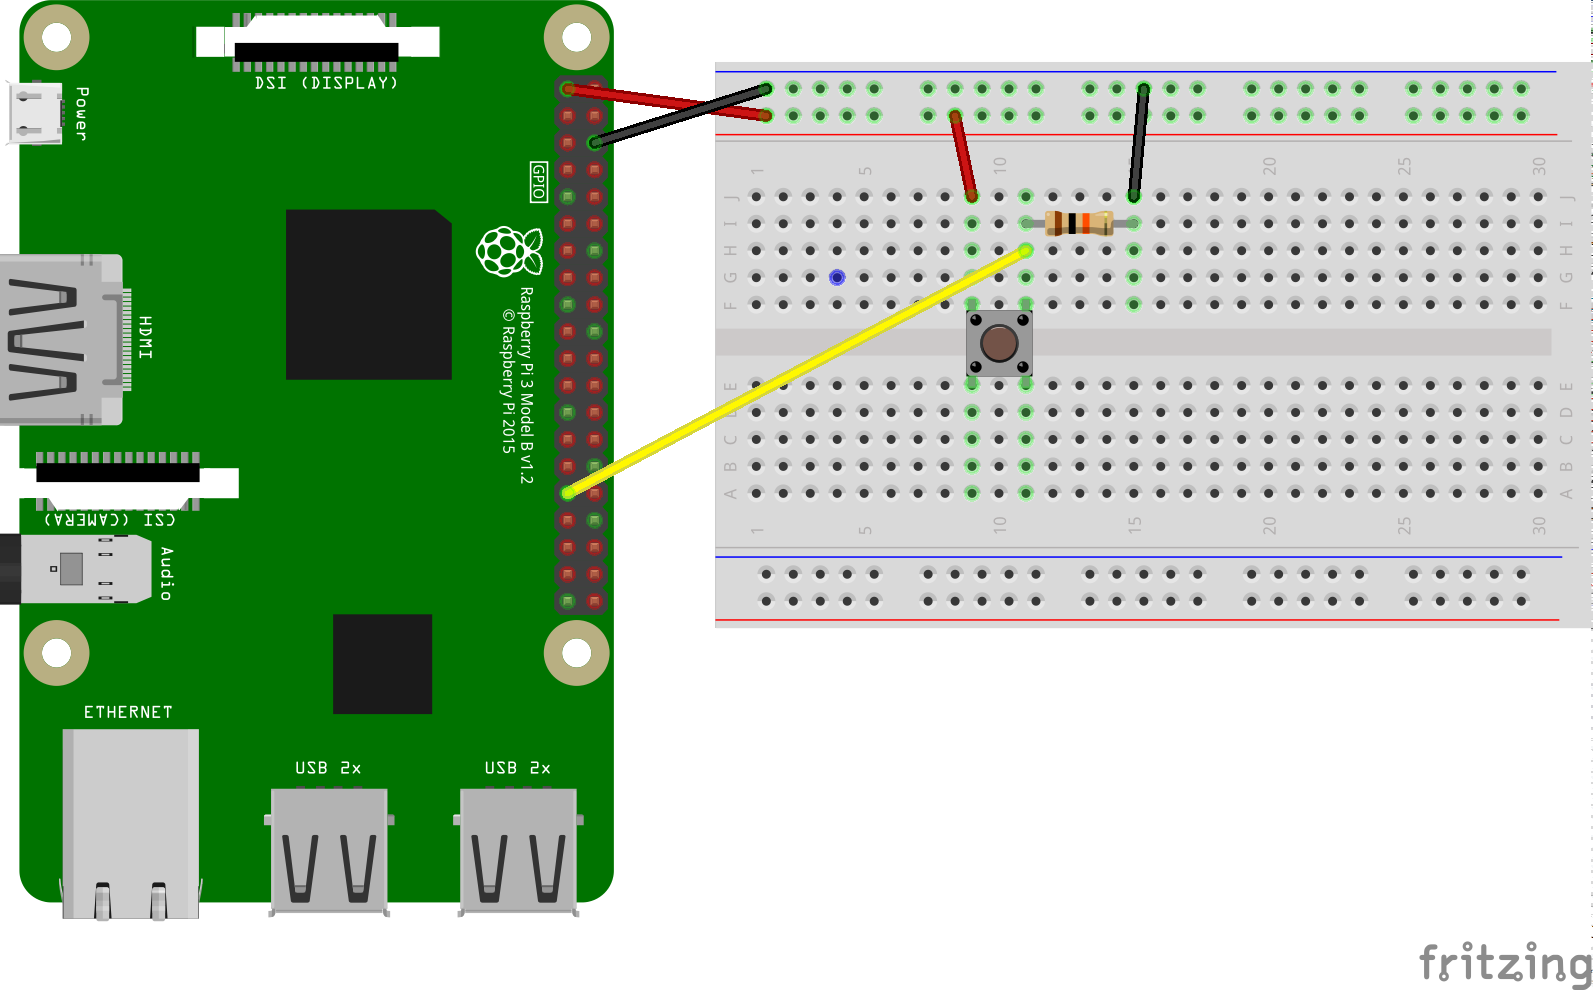 DSI (DISPLAY)
Power
GPIO
HDMI
Raspberry Pi 3 Model B v1.2
© Raspberry Pi 2015
CSI (CAMERA)
Audio
ETHERNET
USB 2x
USB 2x
1 5 10 15 20 25 30
J J
I I
H H
G G
F F
E E
D D
C C
B B
A A
1 5 10 15 20 25 30
fritzing